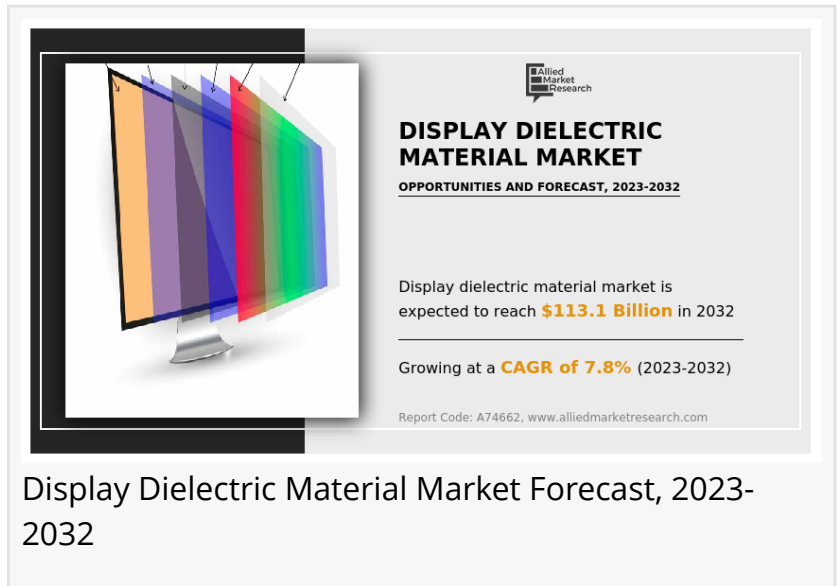 Allied
Market
Research
DISPLAY DIELECTRIC
MATERIAL MARKET
OPPORTUNITIES AND FORECAST, 2023-2032
Display dielectric material market is
expected to reach $113.1 Billion in 2032
Growing at a CAGR of 7.8% (2023-2032)
Report Code: A74662, www.alliedmarketresearch.com
Display Dielectric Material Market Forecast, 2023-
2032